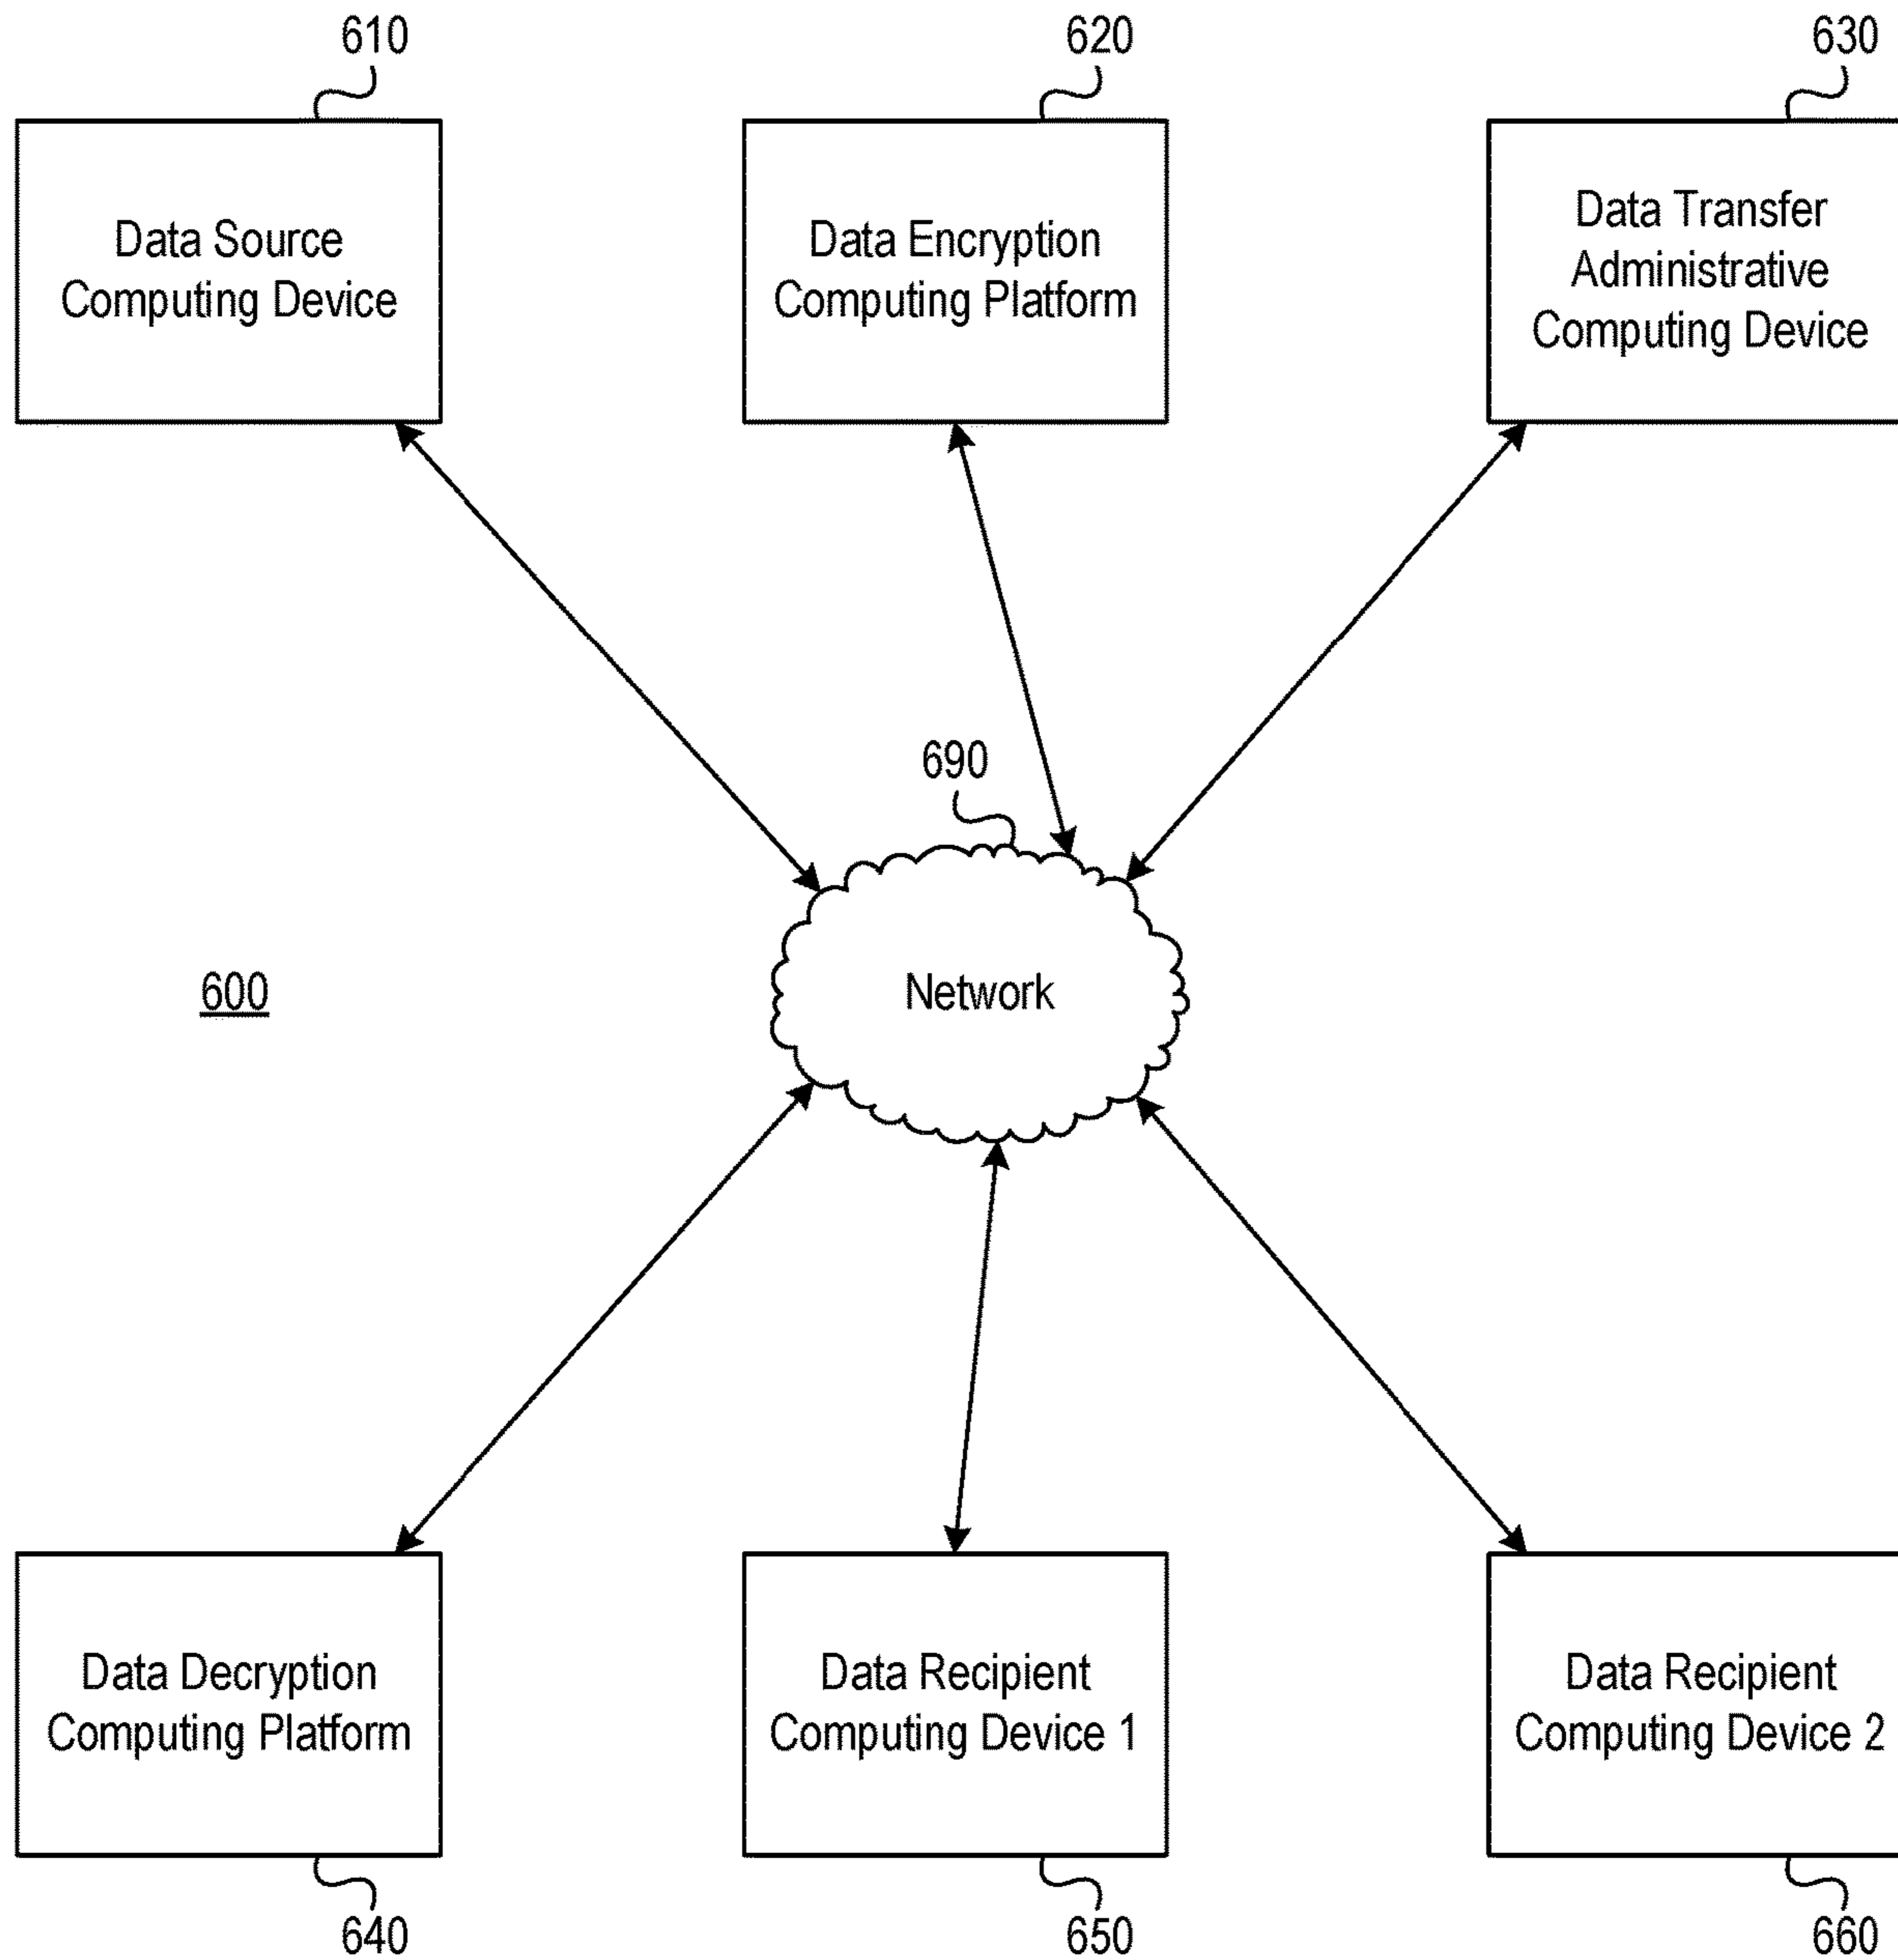 610
620
630
Data Source
Computing Device
Data Encryption
Computing Platform
Data Transfer
Administrative
Computing Device
690
600
Network
Data Decryption
Computing Platform
Data Recipient
Computing Device 1
Data Recipient
Computing Device 2
640
650
660